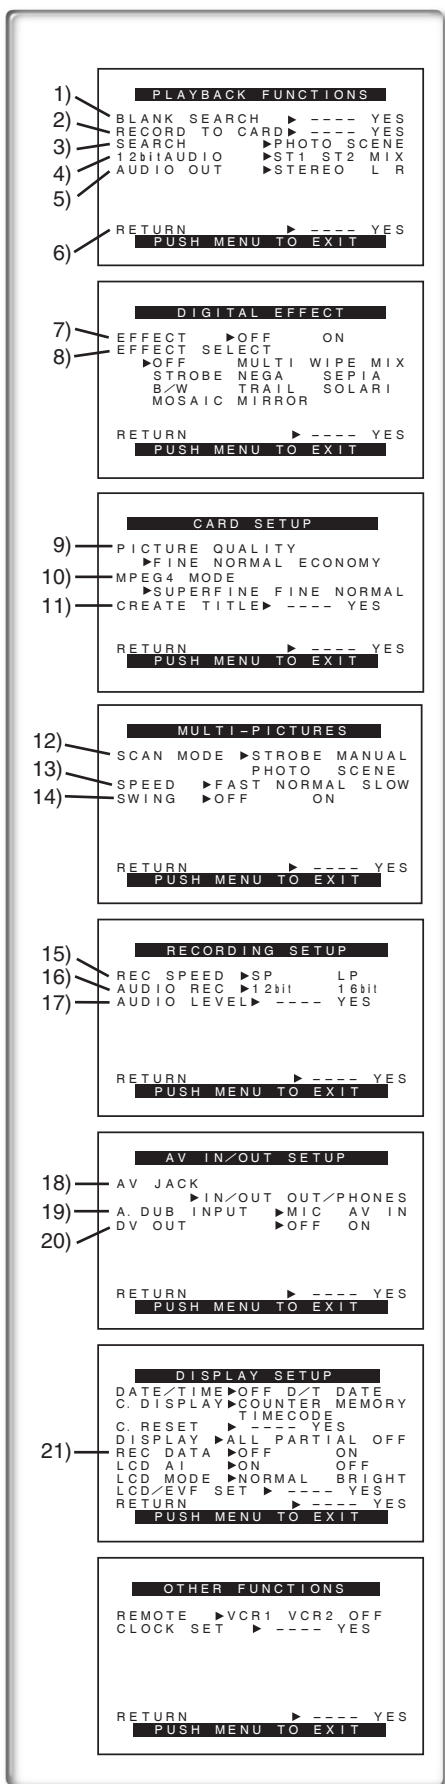 PLAYBACK FUNCTIONS
1) BLANK SEARCH ▶ ---- YES
2) RECORD TO CARD▶ ---- YES
3) SEARCH ▶PHOTO SCENE
4) 12bitAUDIO ▶ST1 ST2 MIX
5) AUDIO OUT ▶STEREO L R
6) RETURN ▶ ---- YES
PUSH MENU TO EXIT
DIGITAL EFFECT
7) EFFECT ▶OFF ON
8) EFFECT SELECT
▶OFF MULTI WIPE MIX
STROBE NEGA SEPIA
B/W TRAIL SOLARI
MOSAIC MIRROR
RETURN ▶ ---- YES
PUSH MENU TO EXIT
CARD SETUP
9) PICTURE QUALITY
▶FINE NORMAL ECONOMY
10) MPEG4 MODE
▶SUPERFINE FINE NORMAL
11) CREATE TITLE▶ ---- YES
RETURN ▶ ---- YES
PUSH MENU TO EXIT
MULTI-PICTURES
12) SCAN MODE ▶STROBE MANUAL
PHOTO SCENE
13) SPEED ▶FAST NORMAL SLOW
14) SWING ▶OFF ON
RETURN ▶ ---- YES
PUSH MENU TO EXIT
RECORDING SETUP
15) REC SPEED ▶SP LP
16) AUDIO REC ▶12bit 16bit
17) AUDIO LEVEL▶ ---- YES
RETURN ▶ ---- YES
PUSH MENU TO EXIT
AV IN/OUT SETUP
18) AV JACK
▶IN/OUT OUT/PHONES
19) A. DUB INPUT ▶MIC AV IN
20) DV OUT ▶OFF ON
RETURN ▶ ---- YES
PUSH MENU TO EXIT
DISPLAY SETUP
DATE/TIME▶OFF D/T DATE
C. DISPLAY▶COUNTER MEMORY
TIMECODE
C. RESET ▶ ---- YES
DISPLAY ▶ALL PARTIAL OFF
21) REC DATA ▶OFF ON
LCD AI ▶ON OFF
LCD MODE ▶NORMAL BRIGHT
LCD/EVF SET ▶ ---- YES
RETURN ▶ ---- YES
PUSH MENU TO EXIT
OTHER FUNCTIONS
REMOTE ▶VCR1 VCR2 OFF
CLOCK SET ▶ ---- YES
RETURN ▶ ---- YES
PUSH MENU TO EXIT